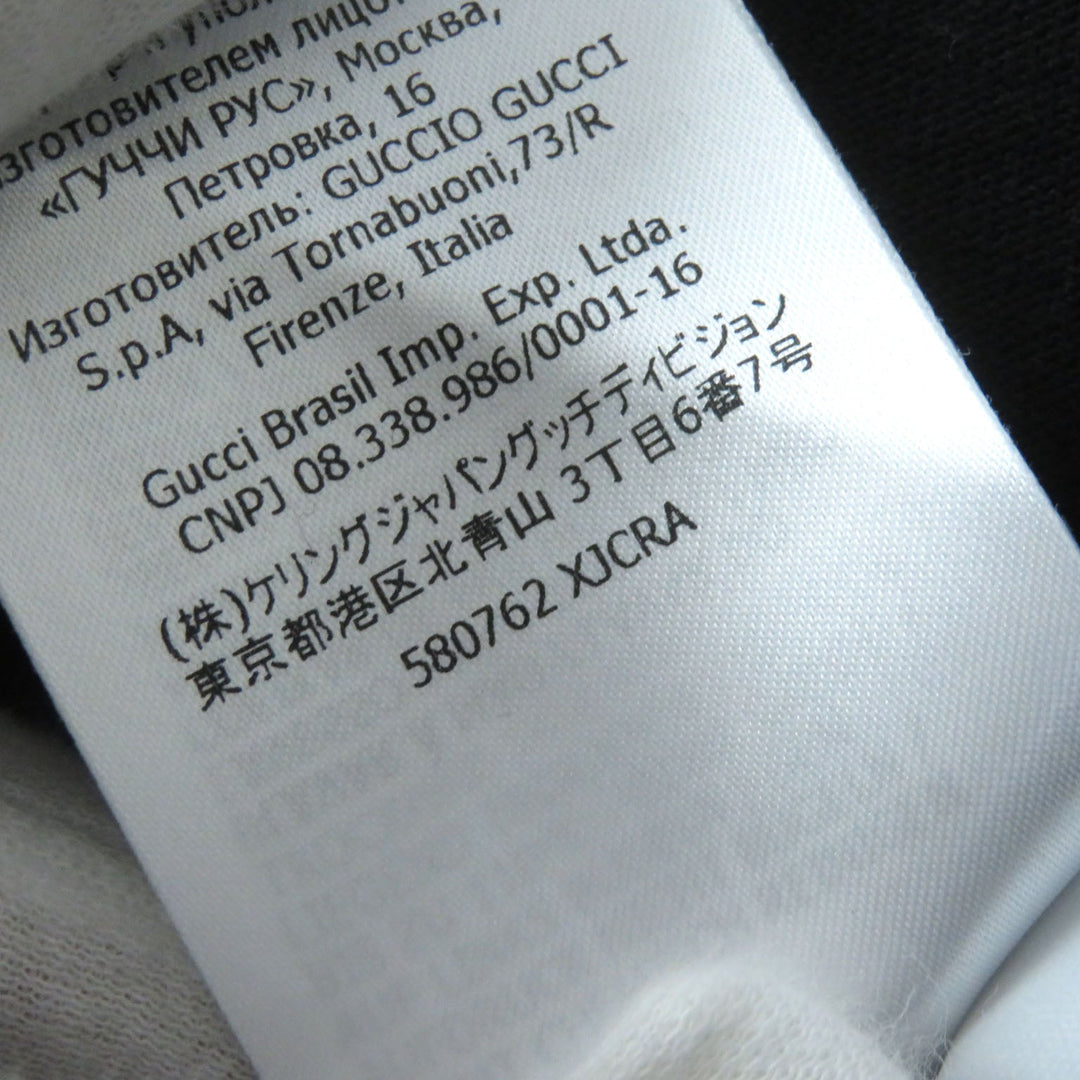 изготовителем
«ГУЧЧИ РУС», Москва,
Петровка, 16
Изготовитель: GUCCIO GUCCI
S.p.A, via Tornabuoni,73/R
Firenze, Italia
Gucci Brasil Imp. Exp. Ltda.
CNPJ 08.338.986/0001-16
(株)ケリングジャパングッチディビジョン
東京都港区北青山 3丁目6番7号
580762 XJCRA